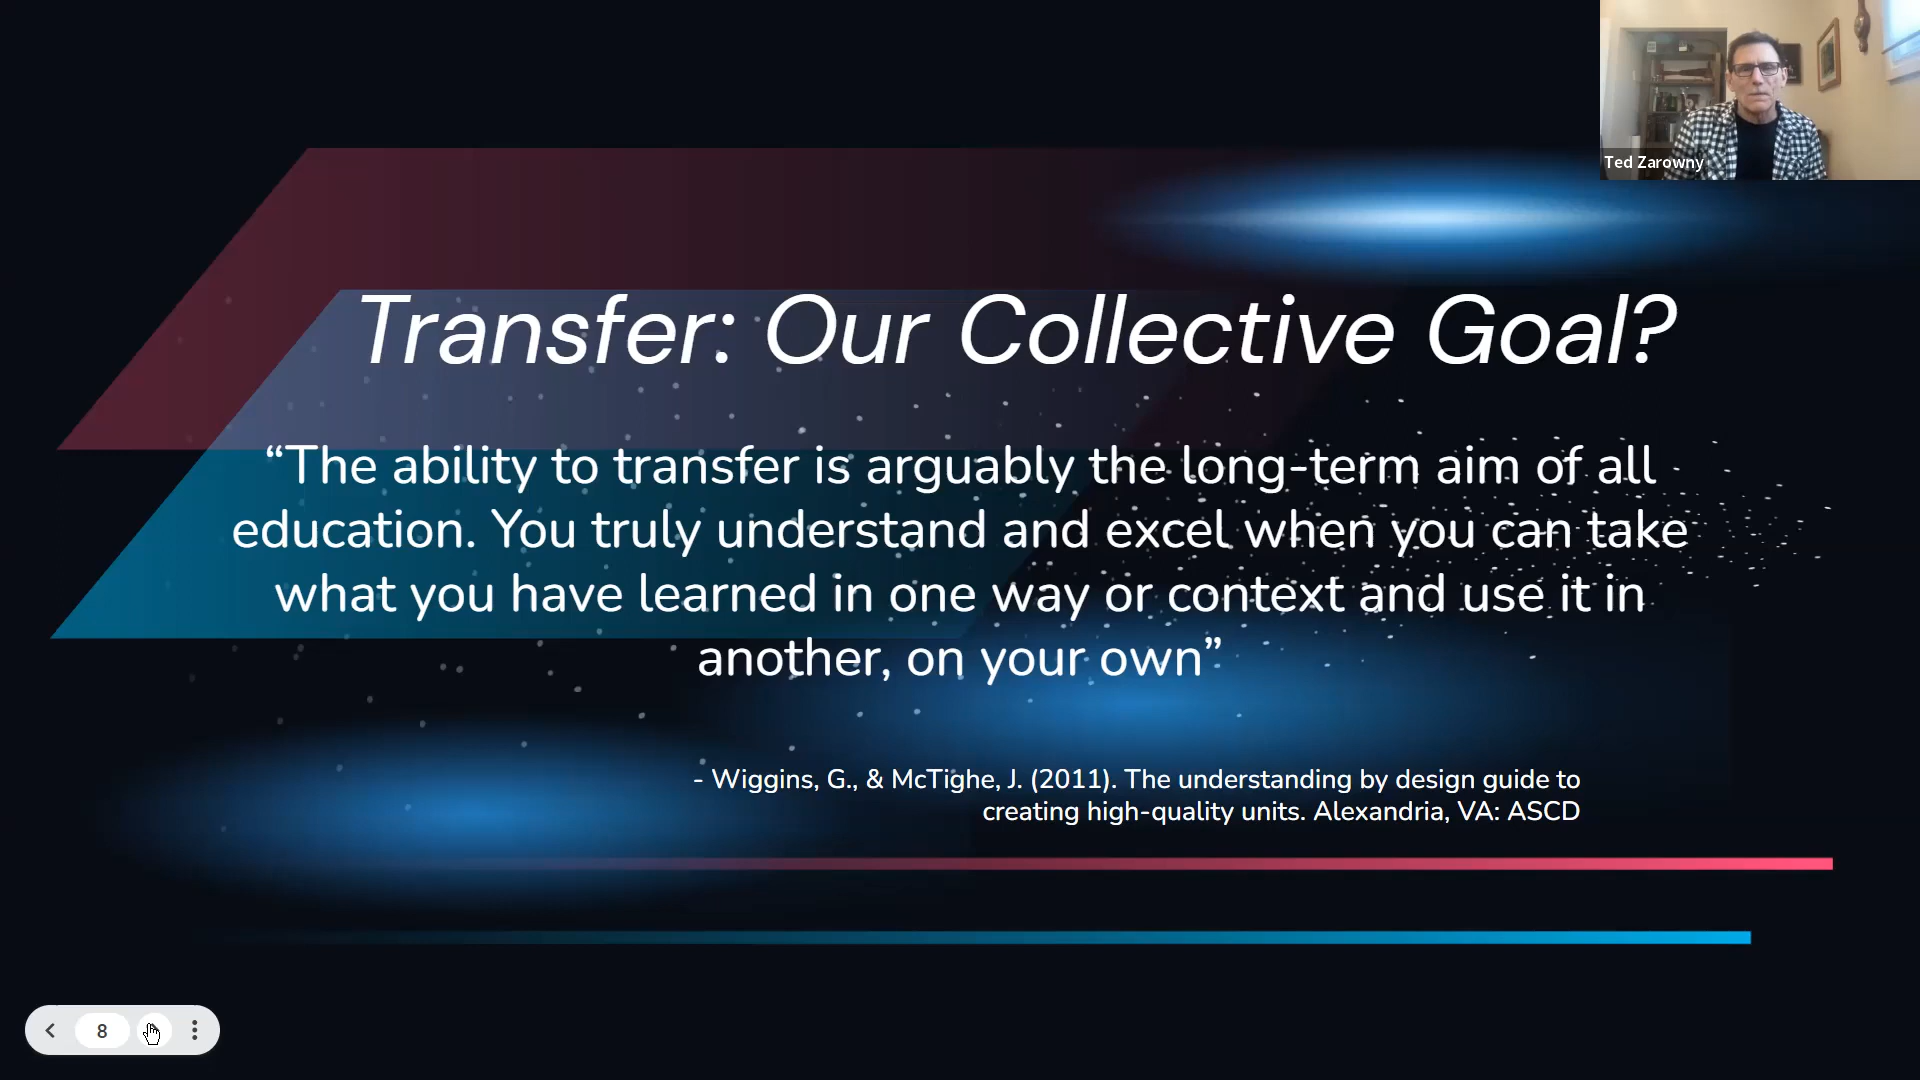 Ted Zarowny
Transfer: Our Collective Goal?
“The ability to transfer is arguably the long-term aim of all
education. You truly understand and excel when you can take
what you have learned in one way or context and use it in
another, on your own”
- Wiggins, G., & McTighe, J. (2011). The understanding by design guide to
creating high-quality units. Alexandria, VA: ASCD
8